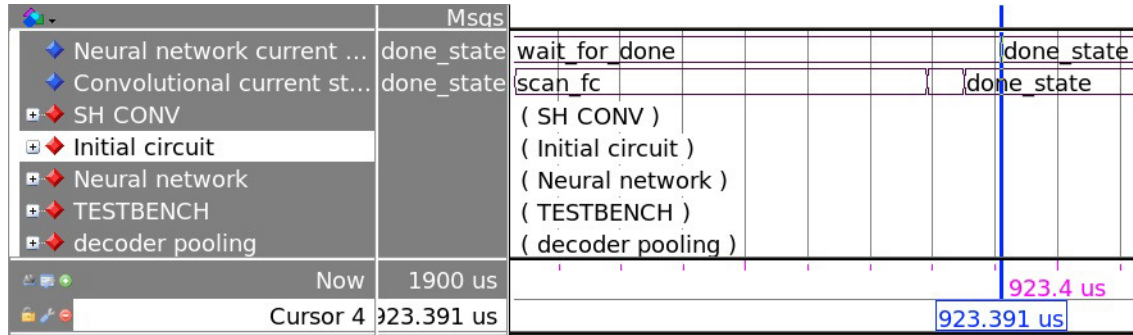 Msgs
Neural network current ... done_state wait_for_done done_state
Convolutional current st... done_state scan_fc done_state
SH CONV ( SH CONV )
Initial circuit ( Initial circuit )
Neural network ( Neural network )
TESTBENCH ( TESTBENCH )
decoder pooling ( decoder pooling )
Now 1900 us 923.4 us
Cursor 4 923.391 us 923.391 us